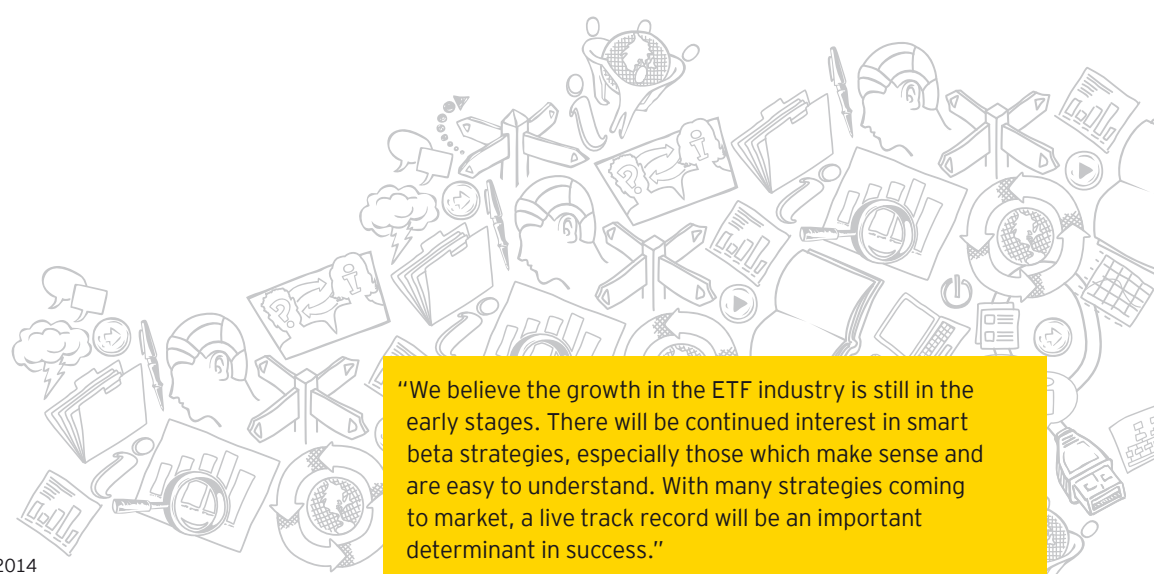 “We believe the growth in the ETF industry is still in the
early stages. There will be continued interest in smart
beta strategies, especially those which make sense and
are easy to understand. With many strategies coming
to market, a live track record will be an important
determinant in success.”
2014